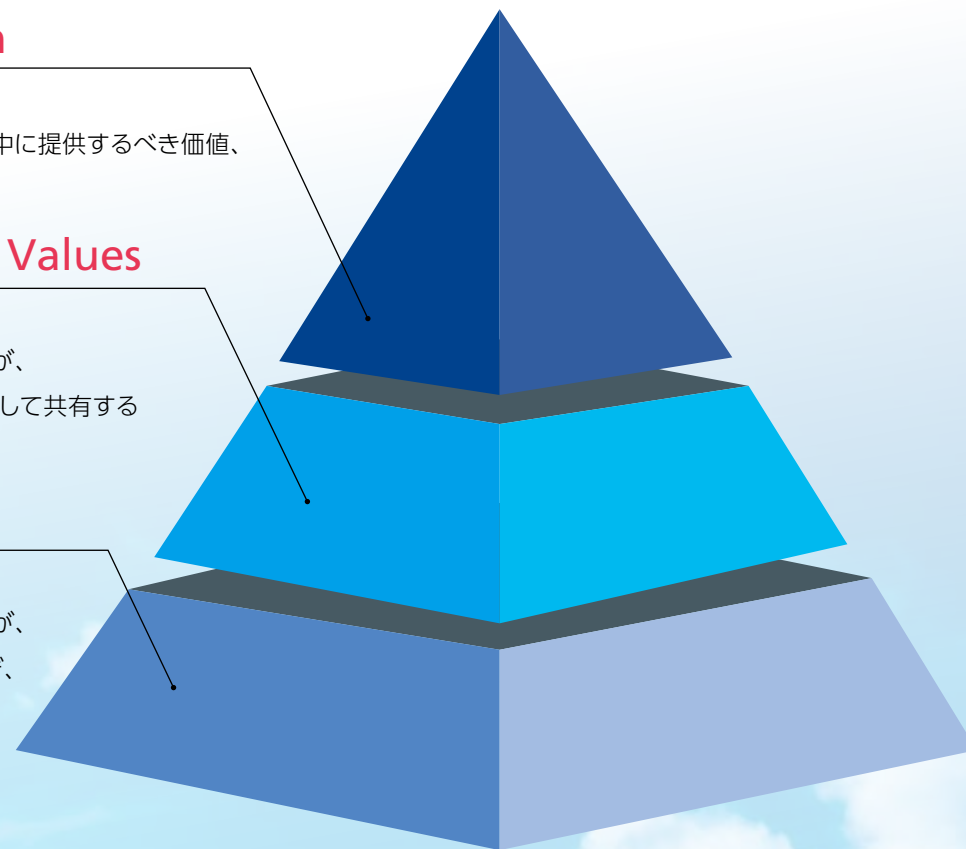 n
中に提供するべき価値、
Values
が、
して共有する
が、